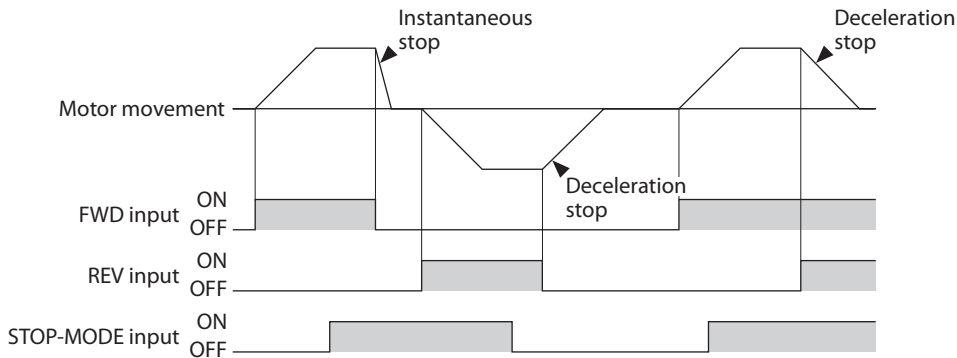 Instantaneous
stop
Deceleration
stop
Motor movement
Deceleration
stop
FWD input
ON
OFF
REV input
ON
OFF
STOP-MODE input
ON
OFF